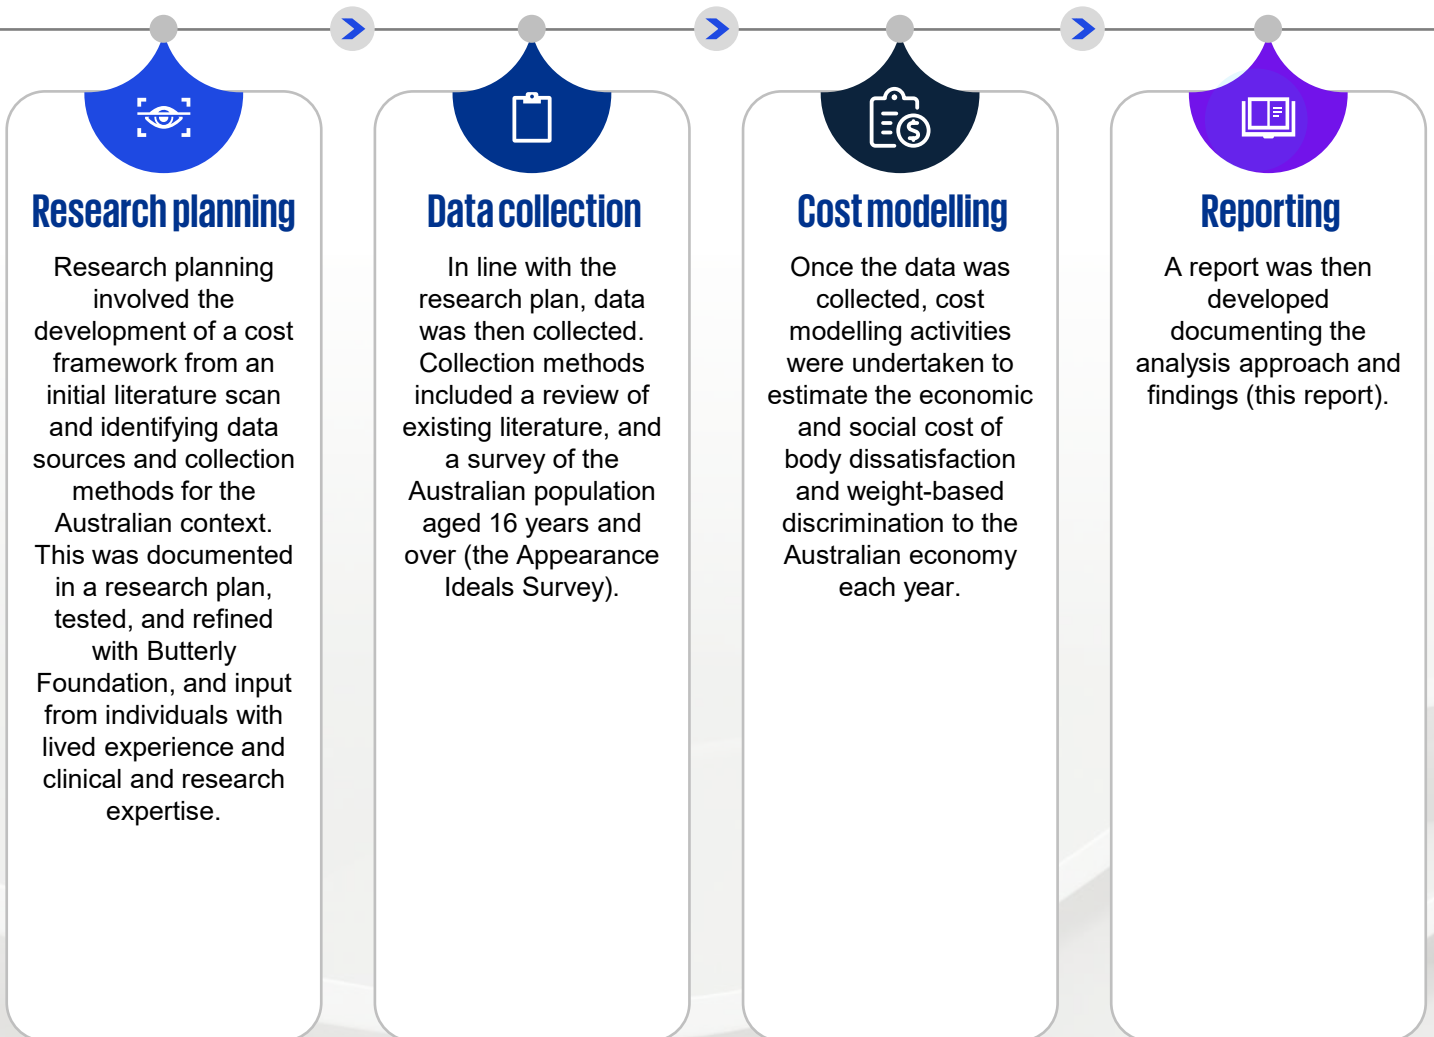 Research planning
Research planning
involved the
development of a cost
framework from an
initial literature scan
and identifying data
sources and collection
methods for the
Australian context.
This was documented
in a research plan,
tested, and refined
with Butterly
Foundation, and input
from individuals with
lived experience and
clinical and research
expertise.
Data collection
In line with the
research plan, data
was then collected.
Collection methods
included a review of
existing literature, and
a survey of the
Australian population
aged 16 years and
over (the Appearance
Ideals Survey).
Cost modelling
Once the data was
collected, cost
modelling activities
were undertaken to
estimate the economic
and social cost of
body dissatisfaction
and weight-based
discrimination to the
Australian economy
each year.
Reporting
A report was then
developed
documenting the
analysis approach and
findings (this report).